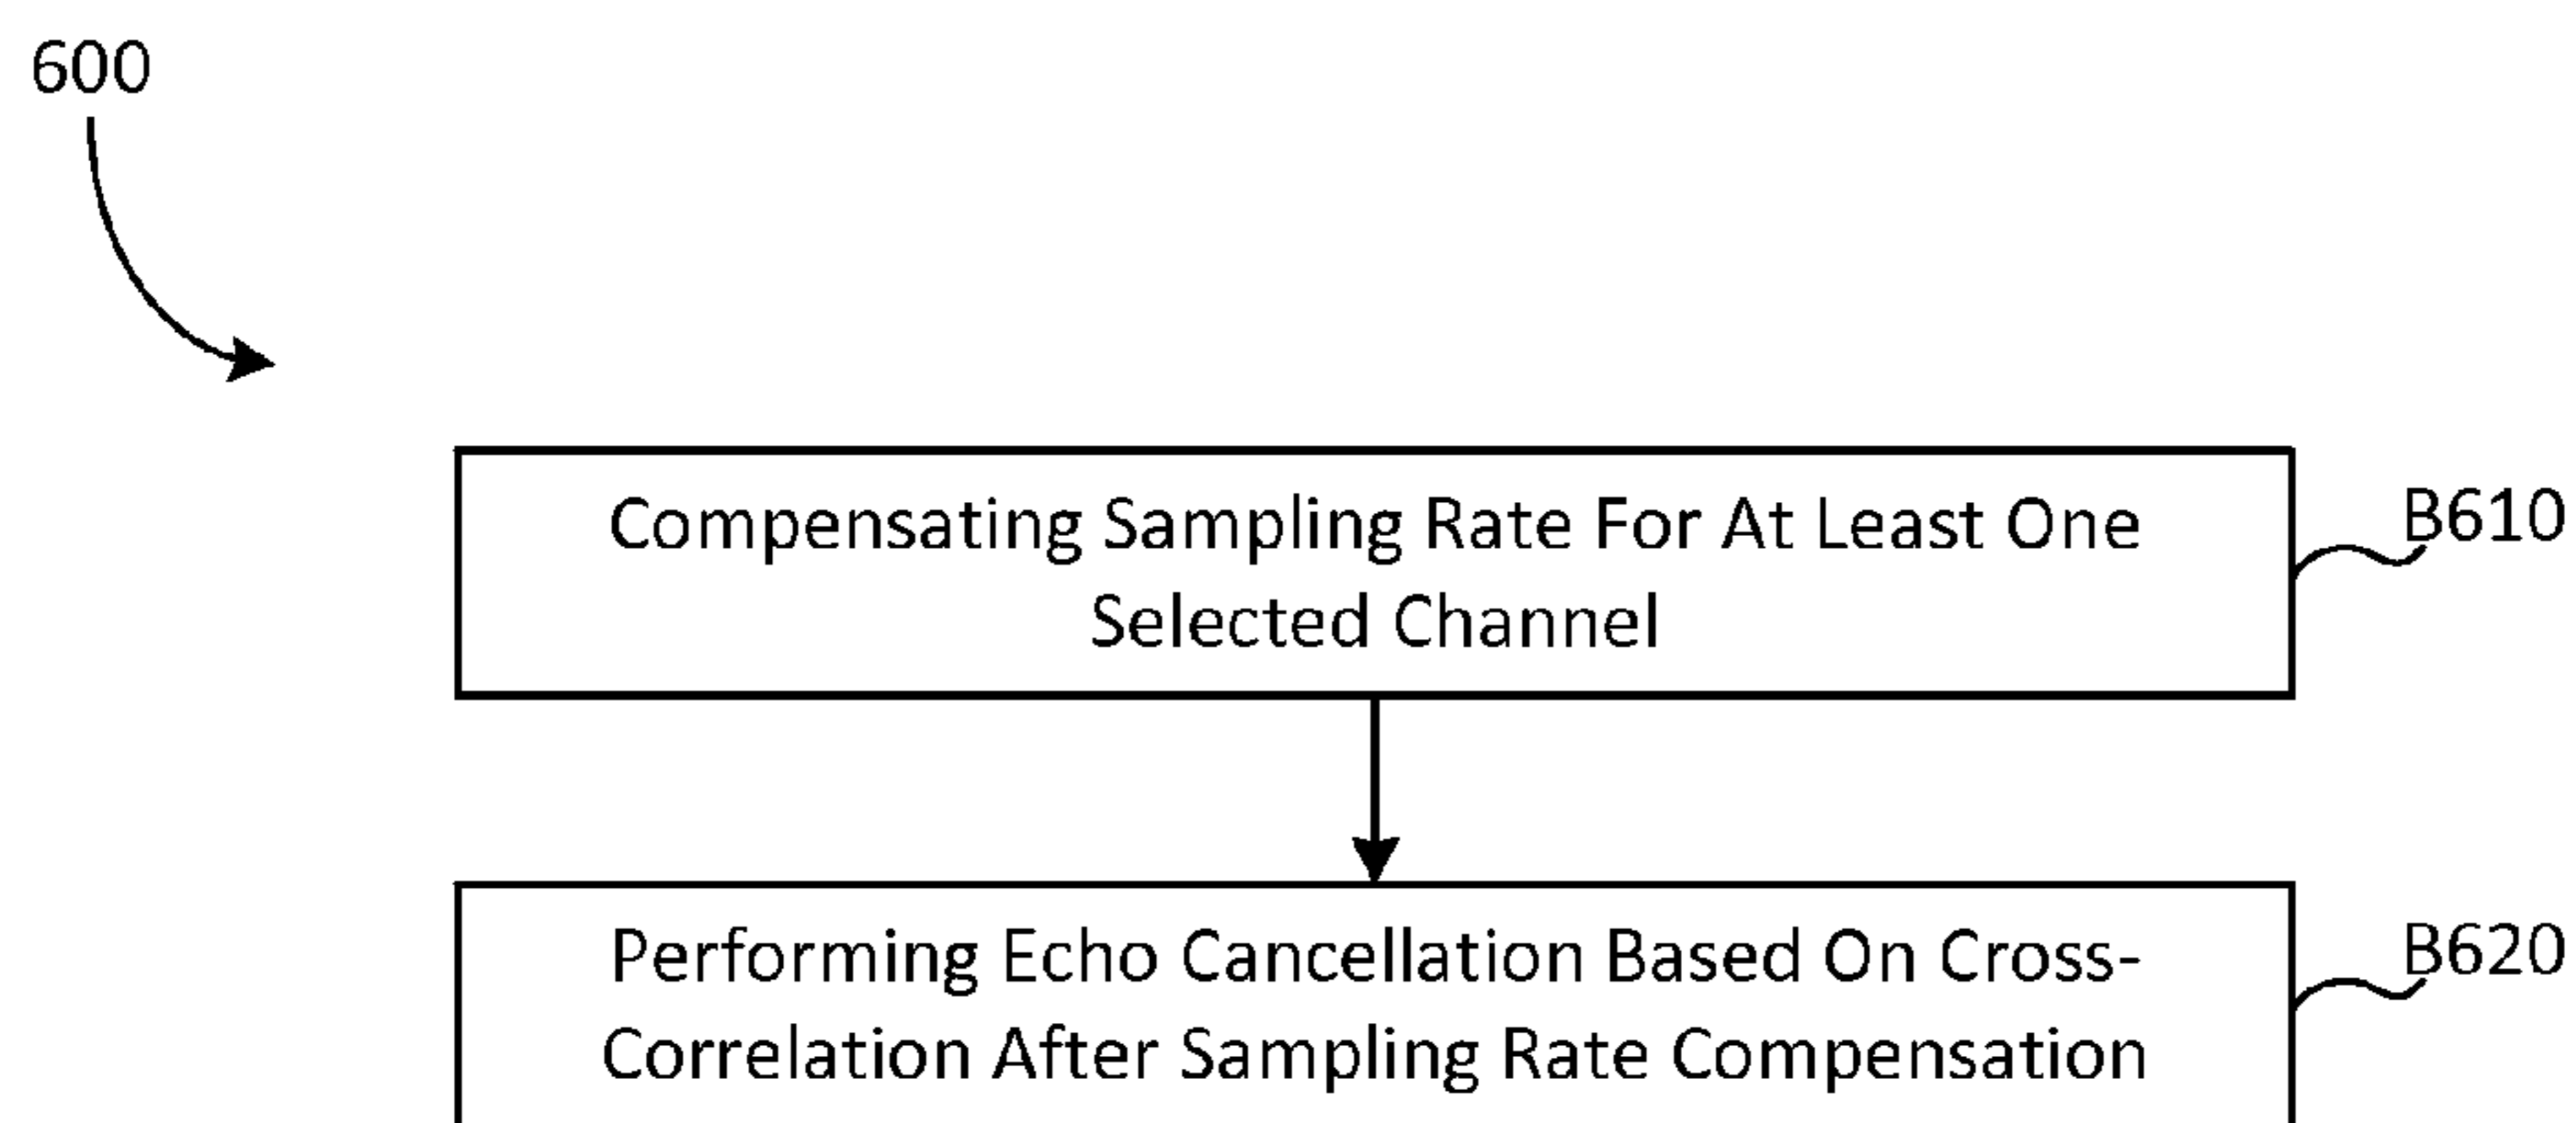 600
Compensating Sampling Rate For At Least One
Selected Channel
B610
Performing Echo Cancellation Based On Cross-
Correlation After Sampling Rate Compensation
B620